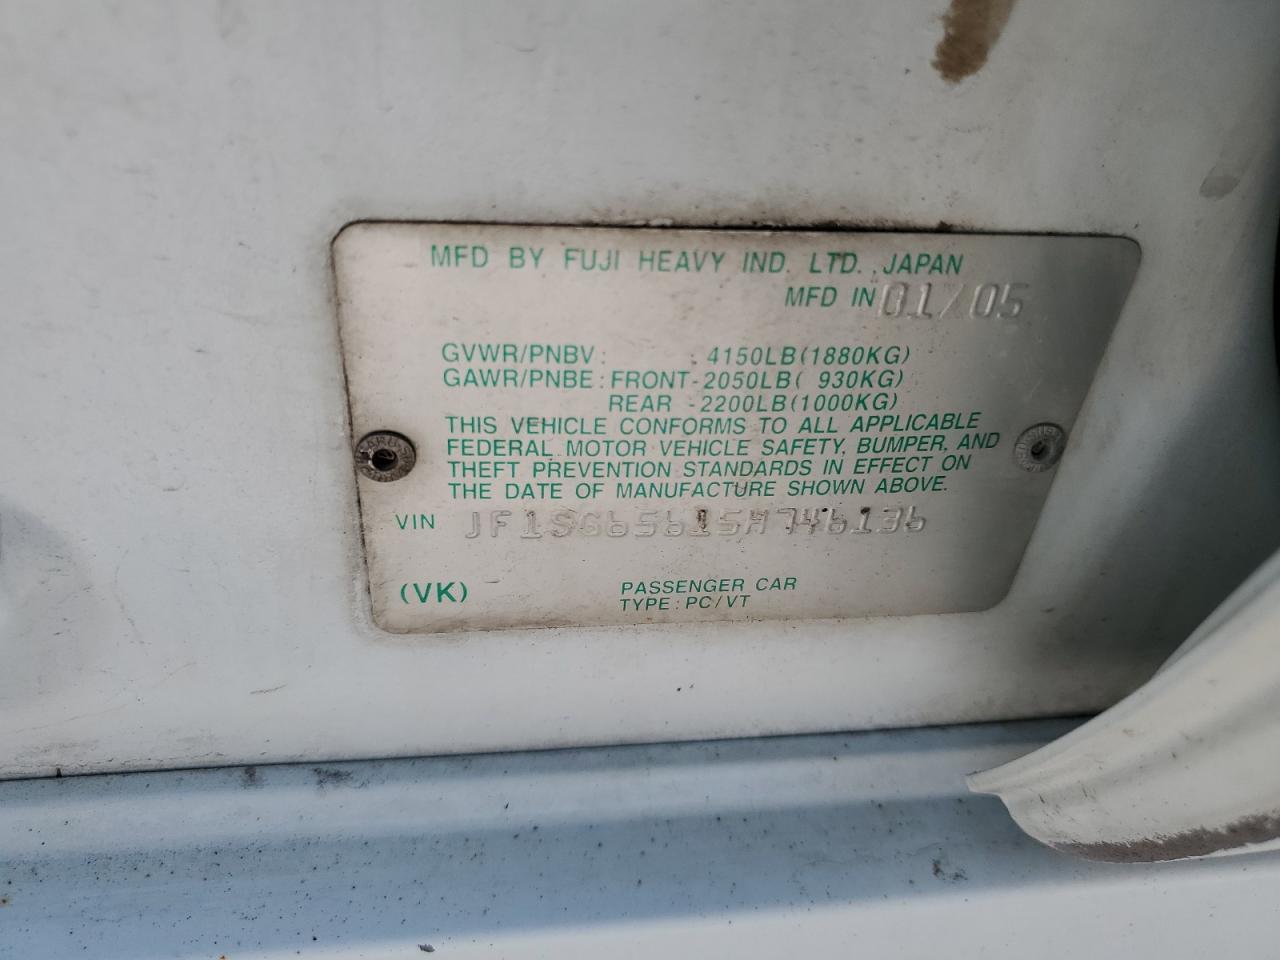 MFD BY FUJI HEAVY IND. LTD., JAPAN
MFD IN 01/05
GVWR/PNBV: 4150LB(1880KG)
GAWR/PNBE: FRONT-2050LB( 930KG)
REAR -2200LB(1000KG)
THIS VEHICLE CONFORMS TO ALL APPLICABLE
FEDERAL MOTOR VEHICLE SAFETY, BUMPER, AND
THEFT PREVENTION STANDARDS IN EFFECT ON
THE DATE OF MANUFACTURE SHOWN ABOVE.
VIN JF1SG65615H746136
(VK) PASSENGER CAR
TYPE: PC/VT